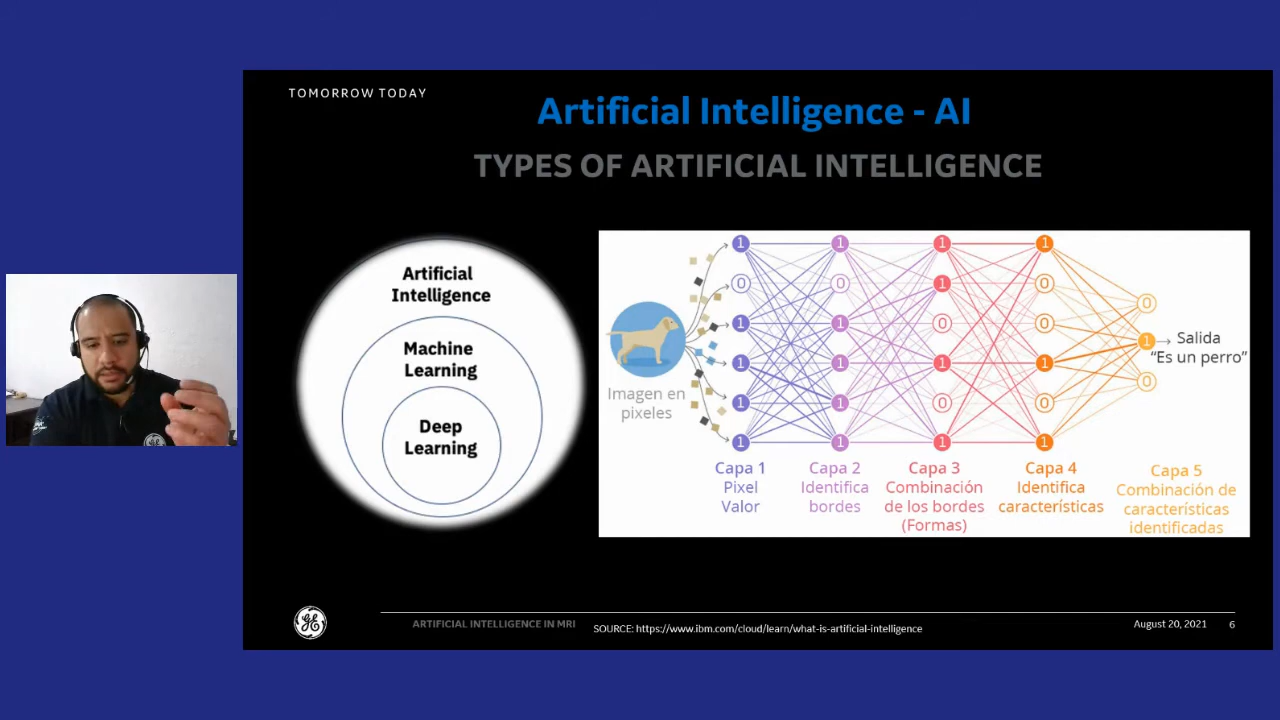 TOMORROW TODAY
Artificial Intelligence - AI
TYPES OF ARTIFICIAL INTELLIGENCE
Artificial
Intelligence
Machine
Learning
Deep
Learning
Imagen en
pixeles
1
0
1
1
1
1
1
0
1
1
1
1
1
1
0
1
0
1
1
0
0
1
0
1
0
1
0
Salida
“Es un perro”
Capa 1
Pixel
Valor
Capa 2
Identifica
bordes
Capa 3
Combinación
de los bordes
(Formas)
Capa 4
Identifica
características
Capa 5
Combinación de
características
identificadas
ARTIFICIAL INTELLIGENCE IN MRI
SOURCE: https://www.ibm.com/cloud/learn/what-is-artificial-intelligence
August 20, 2021
6